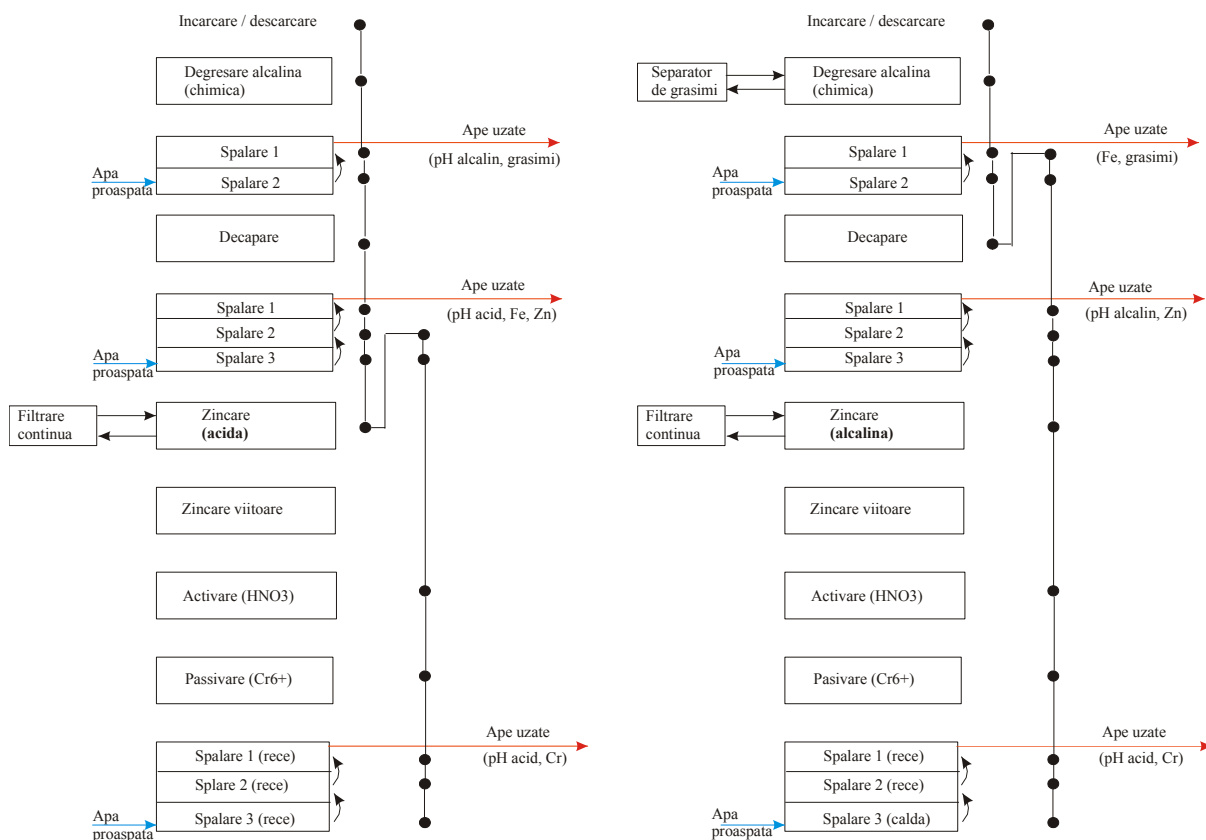 Incarcare / descarcare
Degresare alcalina
(chimica)
Spalare 1
Spalare 2
Apa
proaspata
Ape uzate
(pH alcalin, grasimi)
Decapare
Spalare 1
Spalare 2
Spalare 3
Apa
proaspata
Ape uzate
(pH acid, Fe, Zn)
Filtrare
continua
Zincare
(acida)
Zincare viitoare
Activare (HNO3)
Passivare (Cr6+)
Spalare 1 (rece)
Splare 2 (rece)
Spalare 3 (rece)
Apa
proaspata
Ape uzate
(pH acid, Cr)
Incarcare / descarcare
Separator
de grasimi
Degresare alcalina
(chimica)
Spalare 1
Spalare 2
Apa
proaspata
Ape uzate
(Fe, grasimi)
Decapare
Spalare 1
Spalare 2
Spalare 3
Apa
proaspata
Ape uzate
(pH alcalin, Zn)
Filtrare
continua
Zincare
(alcalina)
Zincare viitoare
Activare (HNO3)
Pasivare (Cr6+)
Spalare 1 (rece)
Spalare 2 (rece)
Spalare 3 (calda)
Apa
proaspata
Ape uzate
(pH acid, Cr)